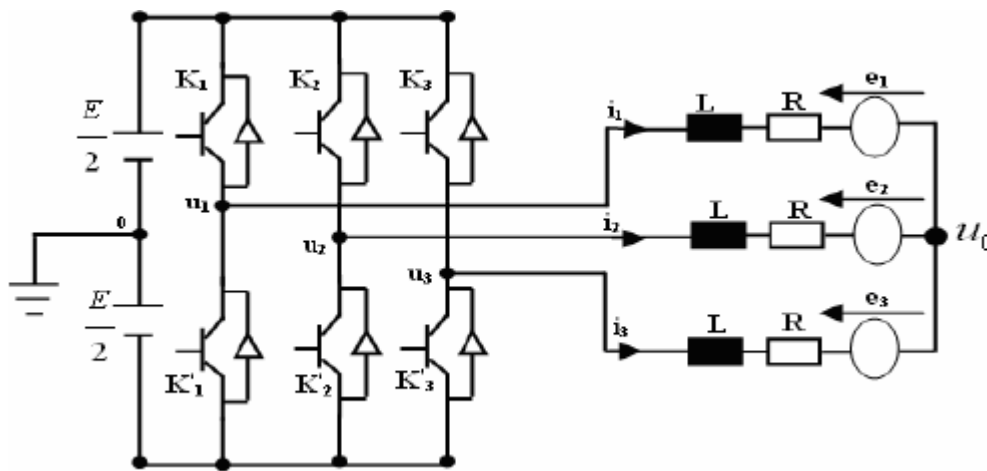 K₁
K₂
K₃
E/2
0
u₁
u₂
u₃
E/2
K'₁
K'₂
K'₃
i₁
L
R
e₁
i₂
L
R
e₂
u₀
i₃
L
R
e₃